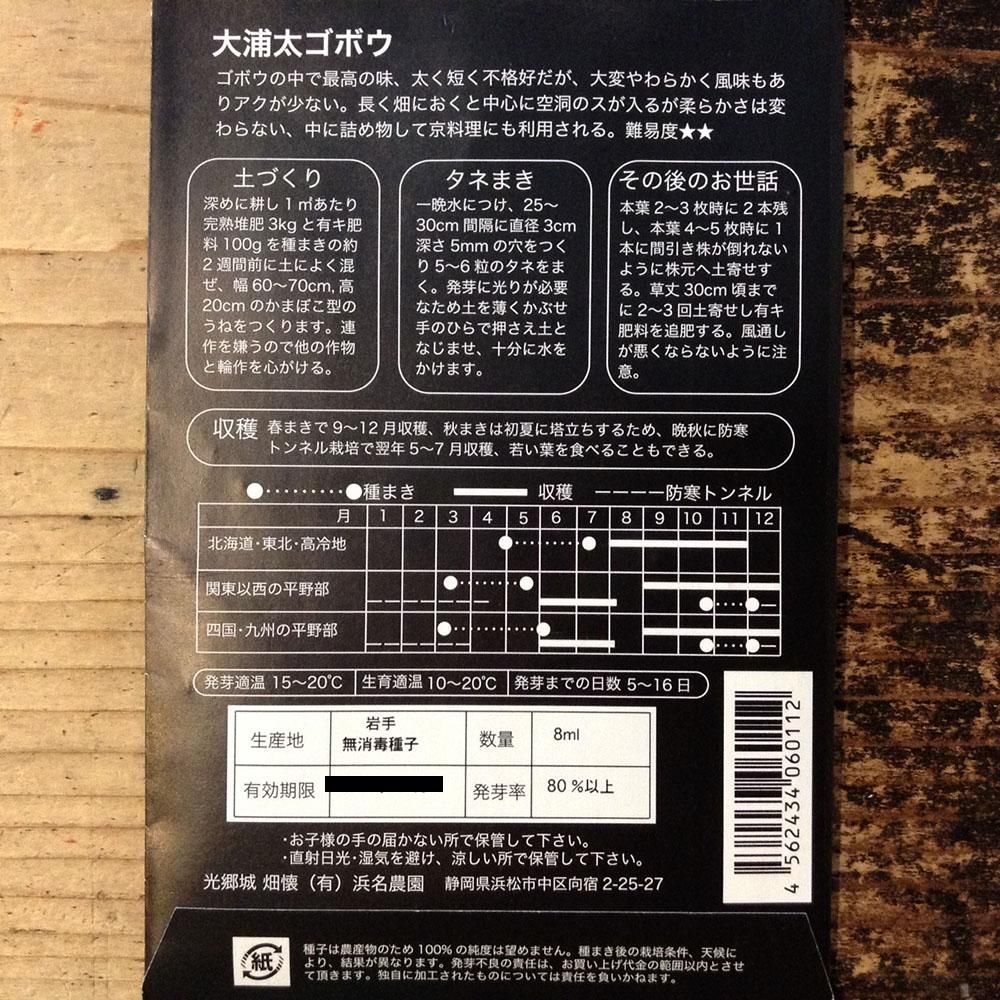 大浦太ゴボウ
ゴボウの中で最高の味、太く短く不格好だが、大変やわらかく風味もあ
りアクが少ない。長く畑におくと中心に空洞のスが入るが柔らかさは変
わらない、中に詰め物して京料理にも利用される。難易度★★
土づくり
深めに耕し1㎡あたり
完熟堆肥3kgと有キ肥
料100gを種まきの約
2週間前に土によく混
ぜ、幅60〜70cm,高
20cmのかまぼこ型の
うねをつくります。連
作を嫌うので他の作物
と輪作を心がける。
タネまき
一晩水につけ、25〜
30cm間隔に直径3cm
深さ5mmの穴をつく
り5〜6粒のタネをま
く。発芽に光りが必要
なため土を薄くかぶせ
手のひらで押さえ土と
なじませ、十分に水を
かけます。
その後のお世話
本葉2〜3枚時に2本残
し、本葉4〜5枚時に1
本に間引き株が倒れない
ように株元へ土寄せす
る。草丈30cm頃まで
に2〜3回土寄せし有キ
肥料を追肥する。風通し
が悪くならないように注
意。
収穫 春まきで9〜12月収穫、秋まきは初夏に塔立ちするため、晩秋に防寒
トンネル栽培で翌年5〜7月収穫、若い葉を食べることもできる。
種まき 収穫 防寒トンネル
月 1 2 3 4 5 6 7 8 9 10 11 12
北海道・東北・高冷地
関東以西の平野部
四国・九州の平野部
発芽適温 15〜20℃ 生育適温 10〜20℃ 発芽までの日数 5〜16日
生産地 岩手 無消毒種子 数量 8ml
有効期限 発芽率 80%以上
・お子様の手の届かない所で保管して下さい。
・直射日光・湿気を避け、涼しい所で保管して下さい。
光郷城 畑懐(有)浜名農園 静岡県浜松市中区向宿2-25-27
4 562434 060112
紙
種子は農産物のため100%の純度は望めません。種まき後の栽培条件、天候に
より、結果が異なります。発芽不良の責任は、お買い上げ代金の範囲以内とさせ
て頂きます。独自に加工されたものについては責任を負いかねます。